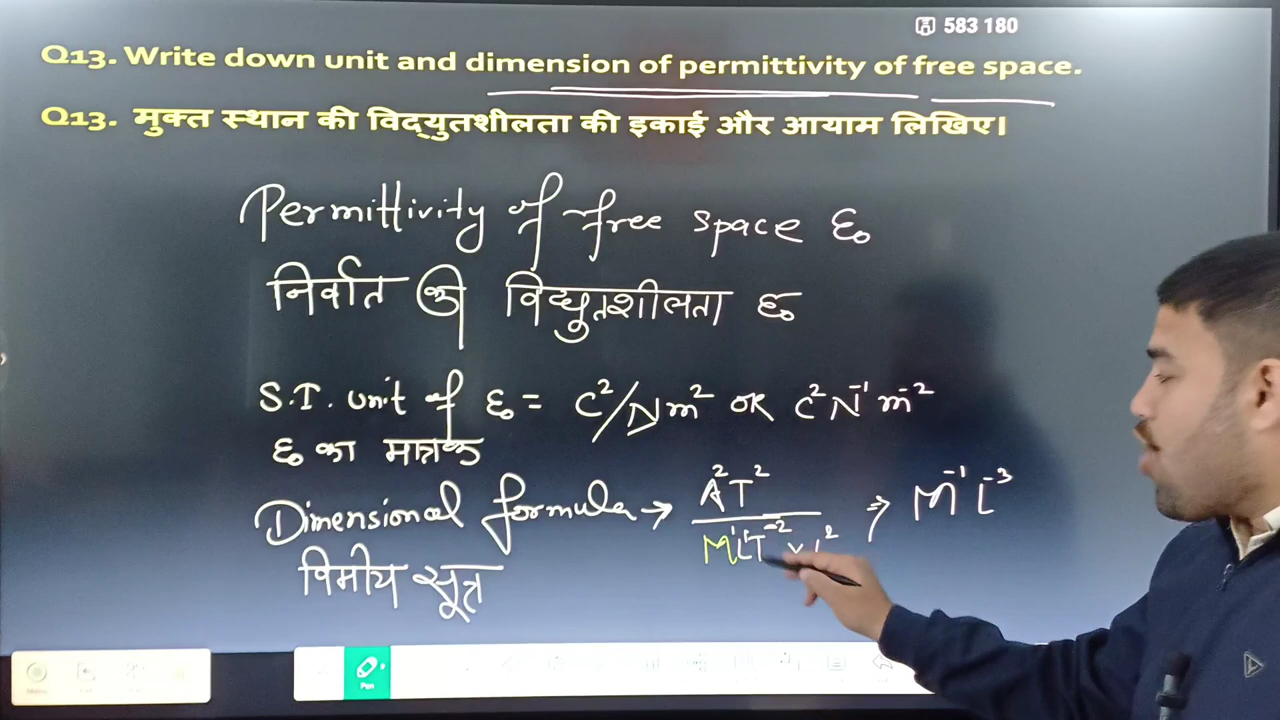 583 180
Q13. Write down unit and dimension of permittivity of free space.
Q13. मुक्त स्थान की विद्युतशीलता की इकाई और आयाम लिखिए।
Permittivity of free space ε₀
निर्वात की विद्युतशीलता ε₀
S.I. unit of ε₀ = C²/Nm² OR C²N⁻¹m⁻²
ε₀ का मात्रक
Dimensional formula → A²T² / M¹L¹T⁻² × L² ⇒ M⁻¹L⁻³
विमीय सूत्र
Pen